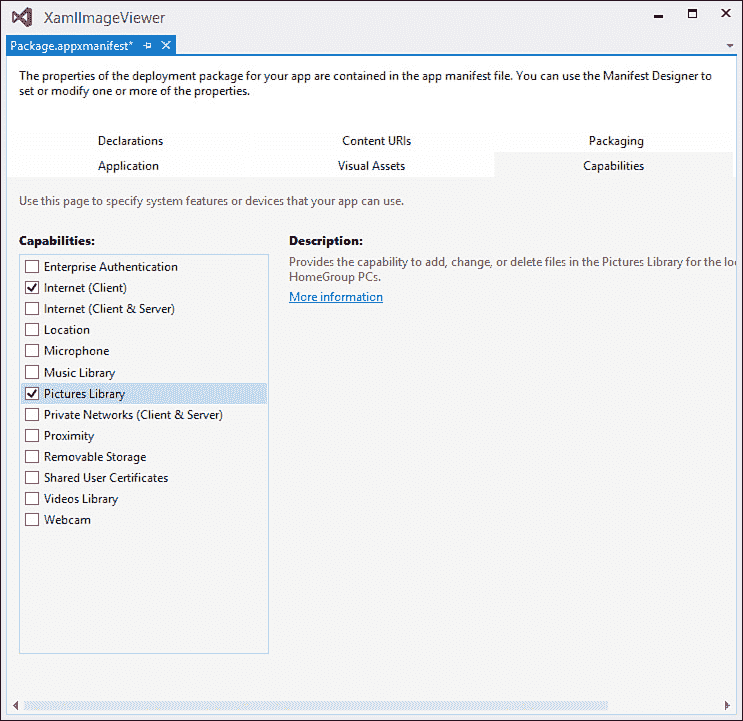 XamlImageViewer
Package.appxmanifest*
The properties of the deployment package for your app are contained in the app manifest file. You can use the Manifest Designer to
set or modify one or more of the properties.
Declarations Content URIs Packaging
Application Visual Assets Capabilities
Use this page to specify system features or devices that your app can use.
Capabilities:
Enterprise Authentication
Internet (Client)
Internet (Client & Server)
Location
Microphone
Music Library
Pictures Library
Private Networks (Client & Server)
Proximity
Removable Storage
Shared User Certificates
Videos Library
Webcam
Description:
Provides the capability to add, change, or delete files in the Pictures Library for the loc
HomeGroup PCs.
More information